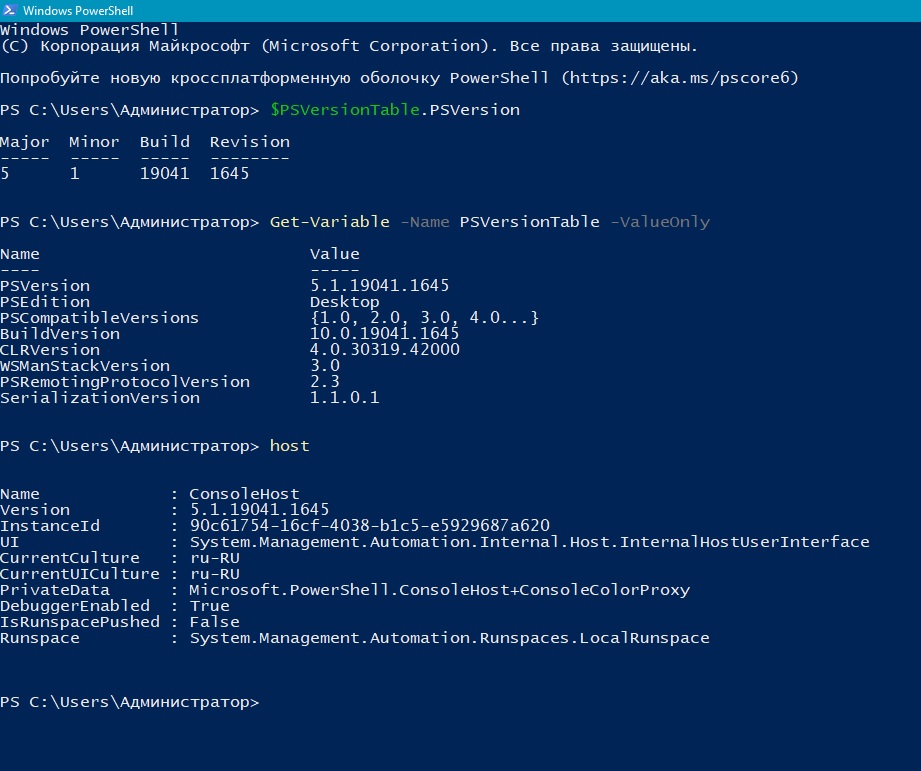 Windows PowerShell
Windows PowerShell
(C) Корпорация Майкрософт (Microsoft Corporation). Все права защищены.
Попробуйте новую кроссплатформенную оболочку PowerShell (https://aka.ms/pscore6)
PS C:\Users\Администратор> $PSVersionTable.PSVersion
Major  Minor  Build  Revision
-----  -----  -----  --------
5      1      19041  1645
PS C:\Users\Администратор> Get-Variable -Name PSVersionTable -ValueOnly
Name                           Value
----                           -----
PSVersion                      5.1.19041.1645
PSEdition                      Desktop
PSCompatibleVersions           {1.0, 2.0, 3.0, 4.0...}
BuildVersion                   10.0.19041.1645
CLRVersion                     4.0.30319.42000
WSManStackVersion              3.0
PSRemotingProtocolVersion      2.3
SerializationVersion           1.1.0.1
PS C:\Users\Администратор> host
Name             : ConsoleHost
Version          : 5.1.19041.1645
InstanceId       : 90c61754-16cf-4038-b1c5-e5929687a620
UI               : System.Management.Automation.Internal.Host.InternalHostUserInterface
CurrentCulture   : ru-RU
CurrentUICulture : ru-RU
PrivateData      : Microsoft.PowerShell.ConsoleHost+ConsoleColorProxy
DebuggerEnabled  : True
IsRunspacePushed : False
Runspace         : System.Management.Automation.Runspaces.LocalRunspace
PS C:\Users\Администратор>